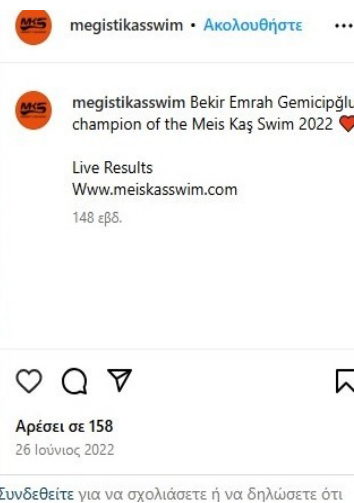 MKS
megistikasswim • Ακολουθήστε
MKS
megistikasswim Bekir Emrah Gemicipğlu
champion of the Meis Kaş Swim 2022 ❤️
Live Results
Www.meiskasswim.com
148 εβδ.
Αρέσει σε 158
26 Ιούνιος 2022
Συνδεθείτε για να σχολιάσετε ή να δηλώσετε ότι